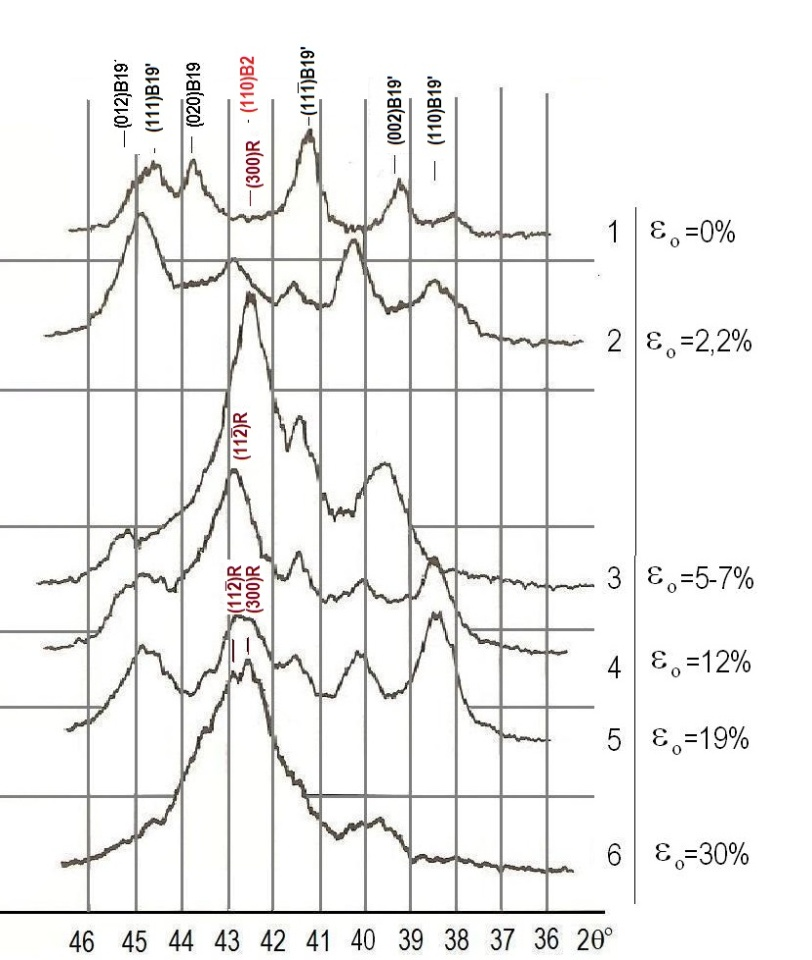 (012)B19'
(111)B19'
(020)B19
(300)R
(110)B2
(111̄)B19'
(002)B19'
(110)B19'
1 εo=0%
2 εo=2,2%
(112̄)R
3 εo=5-7%
(112̄)R
(300)R
4 εo=12%
5 εo=19%
6 εo=30%
46 45 44 43 42 41 40 39 38 37 36 2θ°